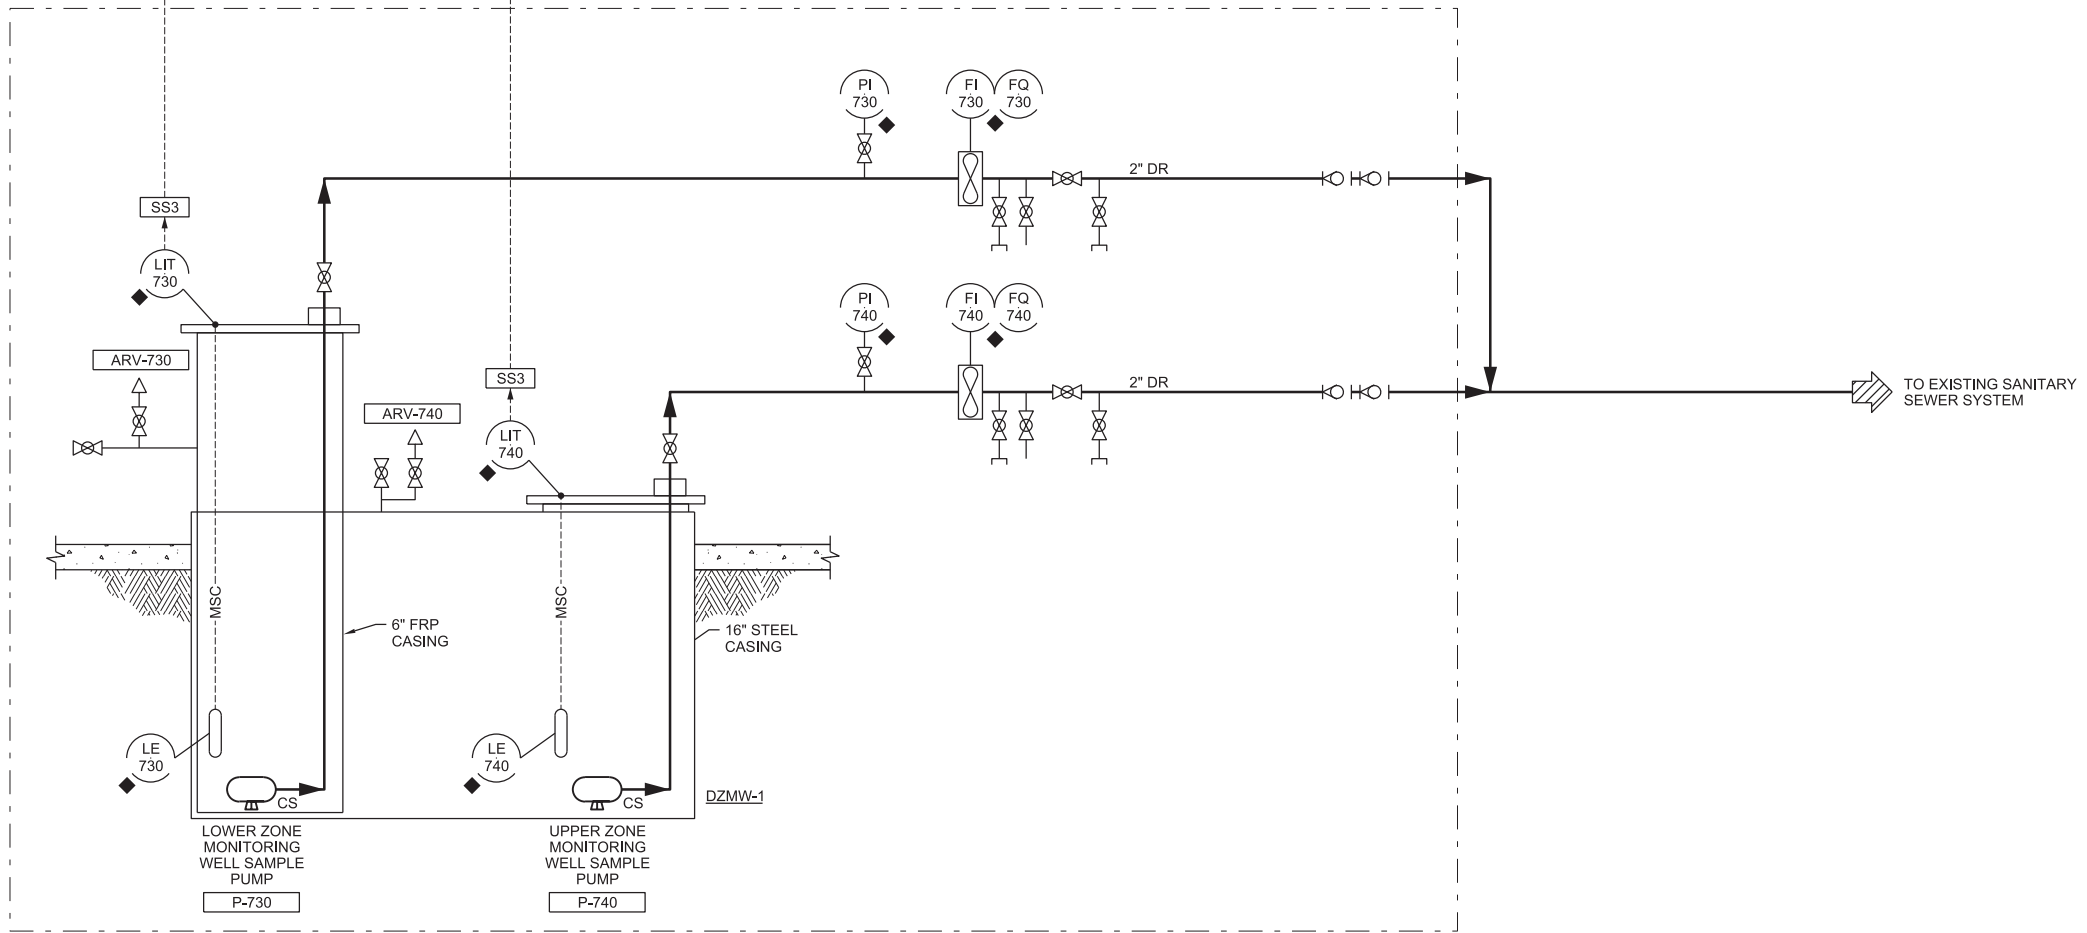 PI
730
FI
730
FQ
730
2" DR
SS3
LIT
730
ARV-730
PI
740
FI
740
FQ
740
2" DR
SS3
ARV-740
LIT
740
TO EXISTING SANITARY
SEWER SYSTEM
MSC
MSC
6" FRP
CASING
16" STEEL
CASING
LE
730
LE
740
CS
CS
DZMW-1
LOWER ZONE
MONITORING
WELL SAMPLE
PUMP
P-730
UPPER ZONE
MONITORING
WELL SAMPLE
PUMP
P-740